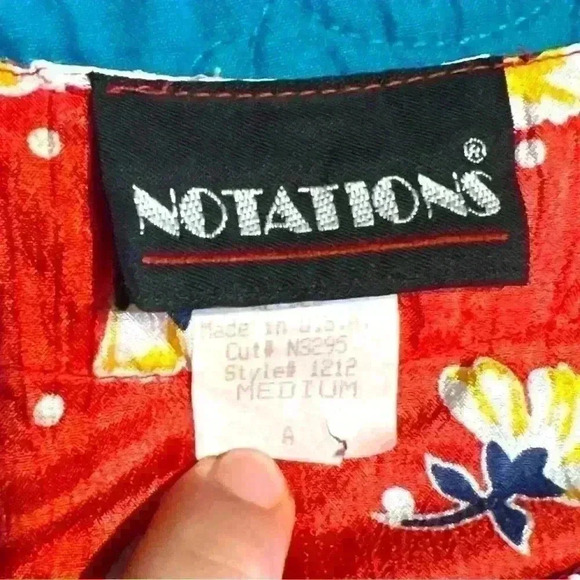 NOTATIONS®
Made in U.S.A.
Cut# N3295
Style# 1212
MEDIUM
A